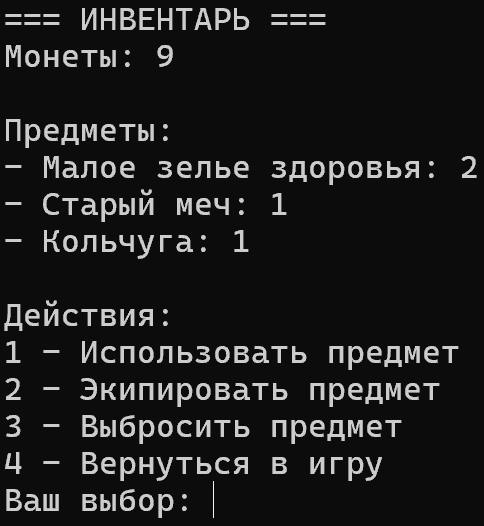 === ИНВЕНТАРЬ ===
Монеты: 9
Предметы:
- Малое зелье здоровья: 2
- Старый меч: 1
- Кольчуга: 1
Действия:
1 - Использовать предмет
2 - Экипировать предмет
3 - Выбросить предмет
4 - Вернуться в игру
Ваш выбор: